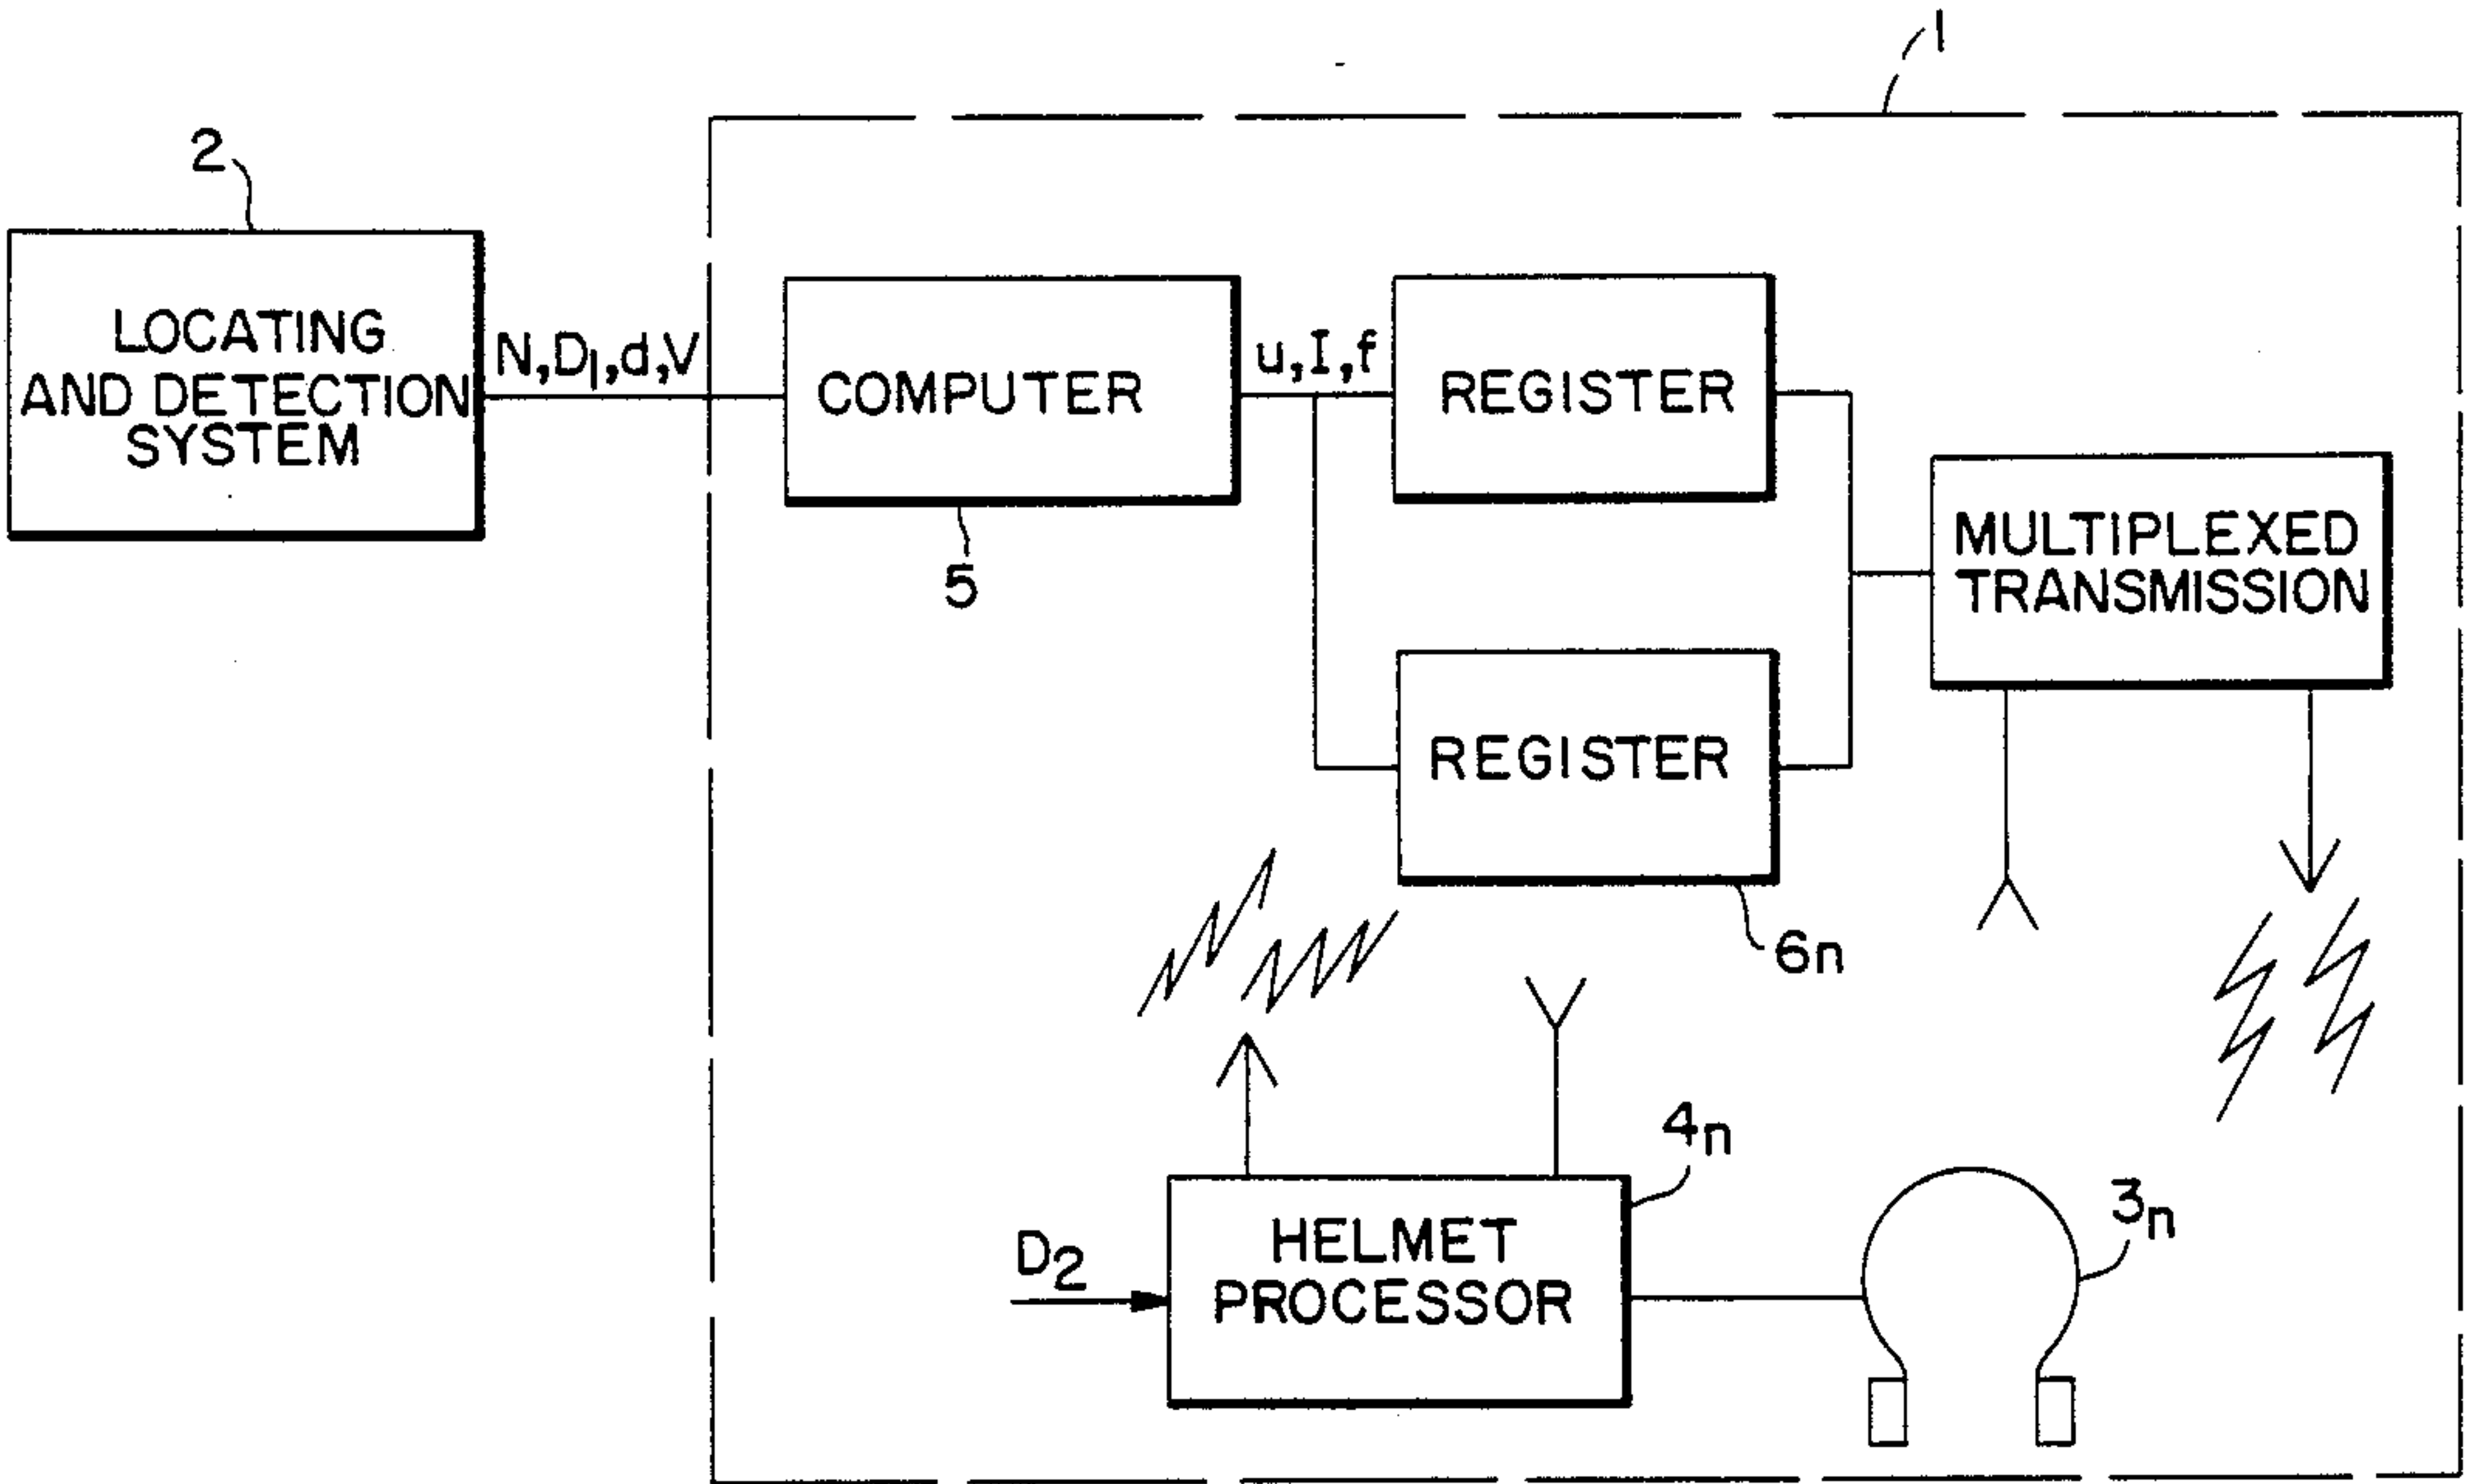 1
2
LOCATING
AND DETECTION
SYSTEM
N,D₁,d,V
COMPUTER
5
u,I,f
REGISTER
REGISTER
6n
MULTIPLEXED
TRANSMISSION
D₂
HELMET
PROCESSOR
4ₙ
3ₙ